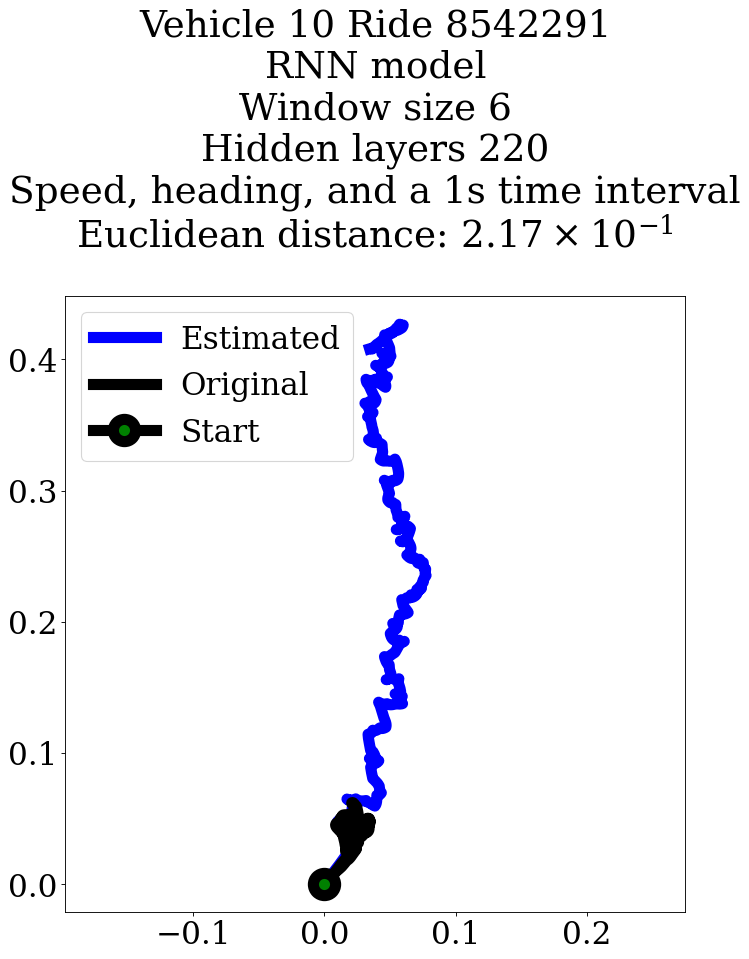 Vehicle 10 Ride 8542291
RNN model
Window size 6
Hidden layers 220
Speed, heading, and a 1s time interval
Euclidean distance: 2.17 × 10⁻¹
Estimated
Original
Start
0.4
0.3
0.2
0.1
0.0
−0.1 0.0 0.1 0.2